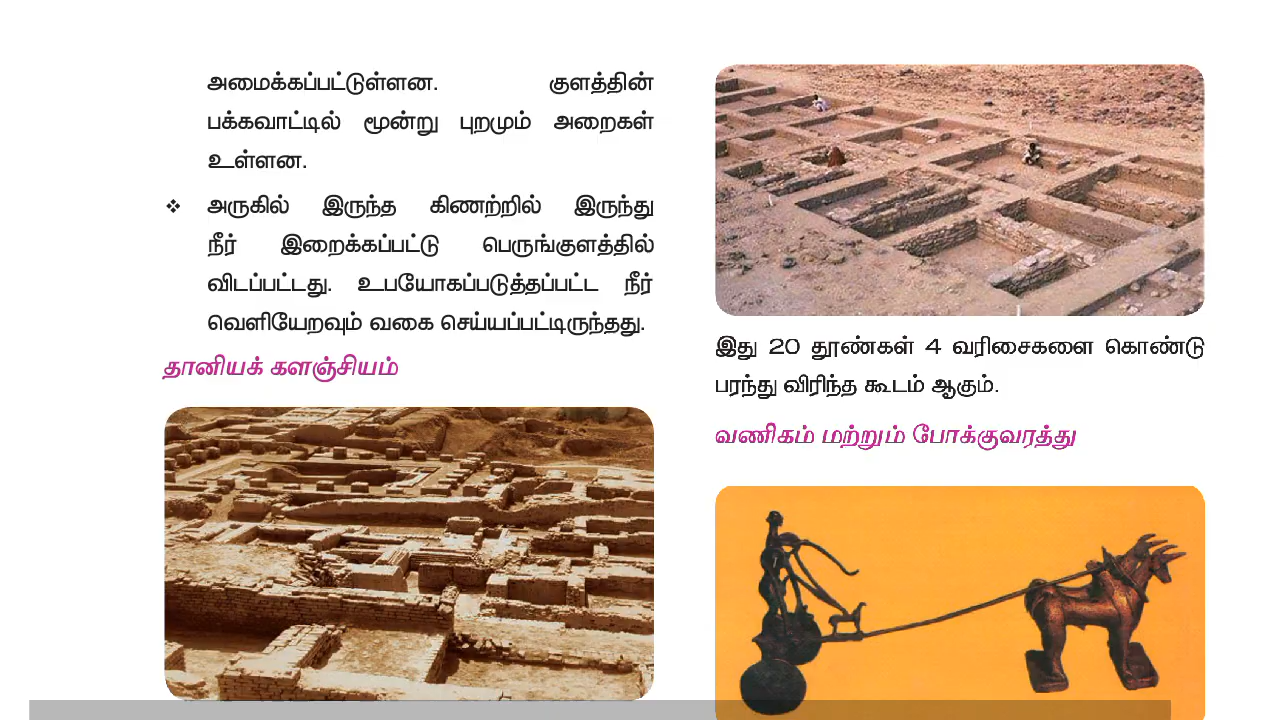 அமைக்கப்பட்டுள்ளன. குளத்தின்
பக்கவாட்டில் மூன்று புறமும் அறைகள்
உள்ளன.
❖ அருகில் இருந்த கிணற்றில் இருந்து
நீர் இறைக்கப்பட்டு பெருங்குளத்தில்
விடப்பட்டது. உபயோகப்படுத்தப்பட்ட நீர்
வெளியேறவும் வகை செய்யப்பட்டிருந்தது.
தானியக் களஞ்சியம்
இது 20 தூண்கள் 4 வரிசைகளை கொண்டு
பரந்து விரிந்த கூடம் ஆகும்.
வணிகம் மற்றும் போக்குவரத்து